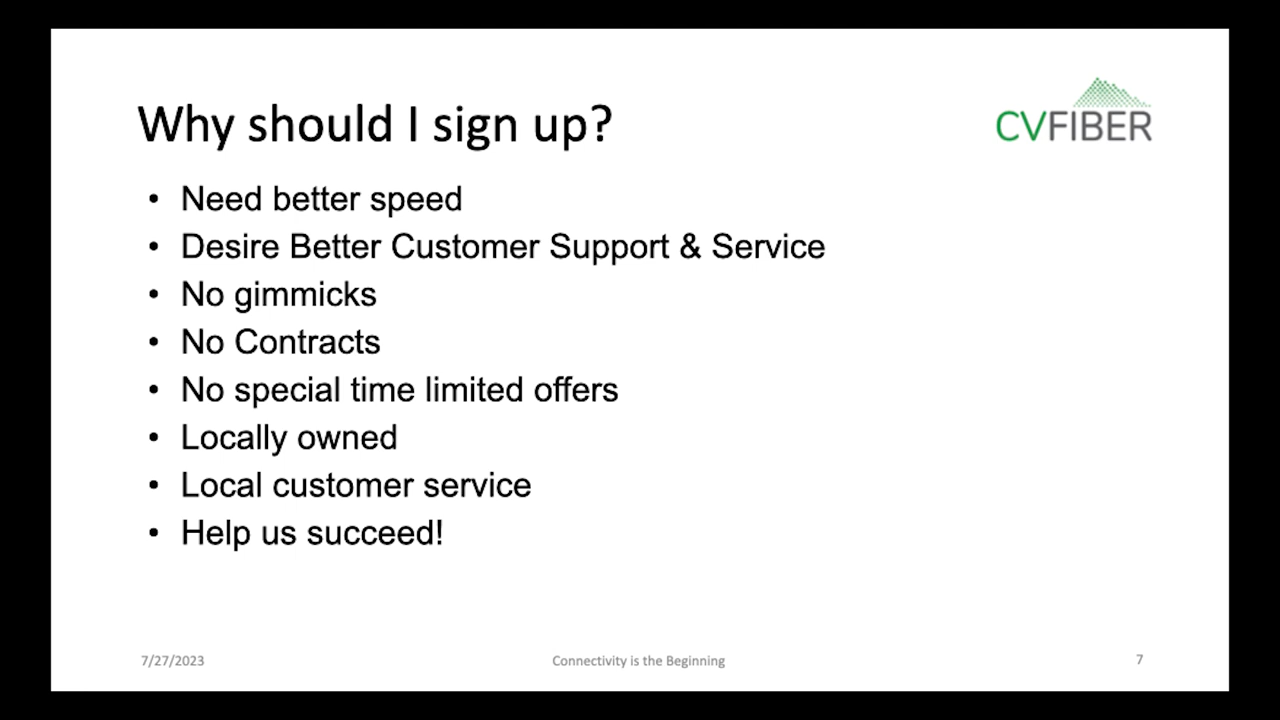 Why should I sign up?
CVFIBER
• Need better speed
• Desire Better Customer Support & Service
• No gimmicks
• No Contracts
• No special time limited offers
• Locally owned
• Local customer service
• Help us succeed!
7/27/2023
Connectivity is the Beginning
7